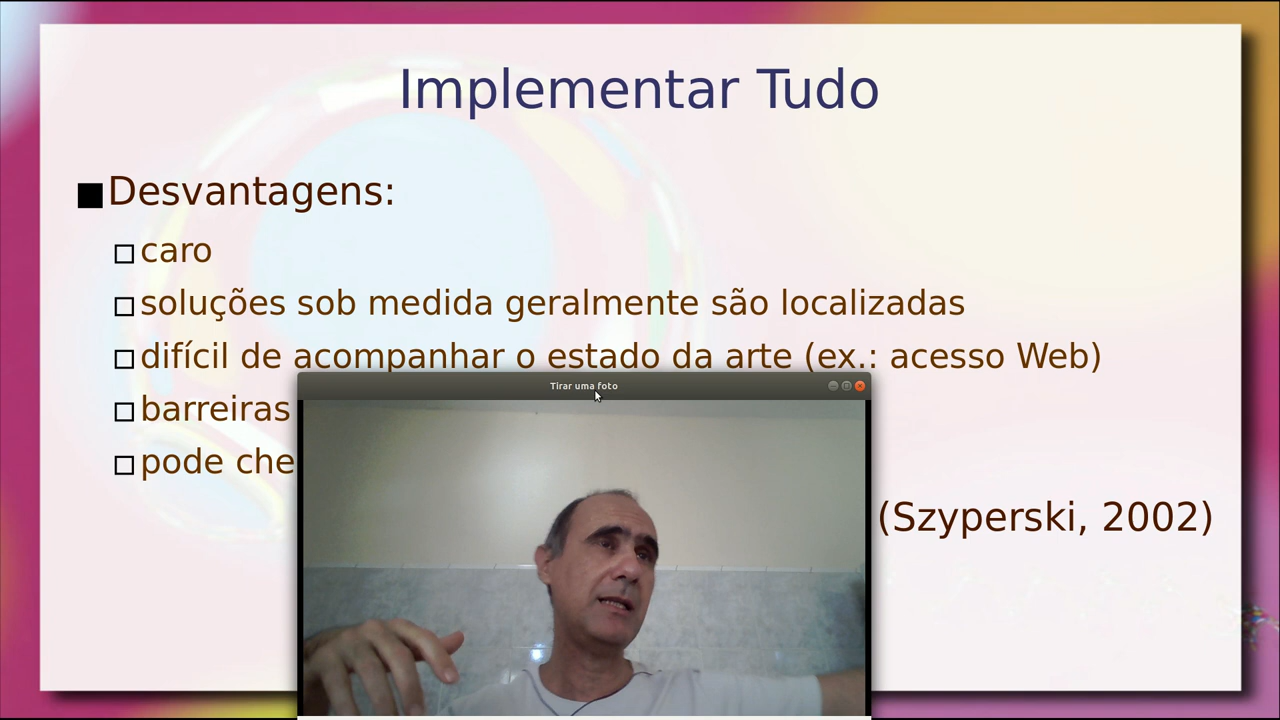 Implementar Tudo
Desvantagens:
caro
soluções sob medida geralmente são localizadas
difícil de acompanhar o estado da arte (ex.: acesso Web)
Tirar uma foto
barreiras
pode che
(Szyperski, 2002)